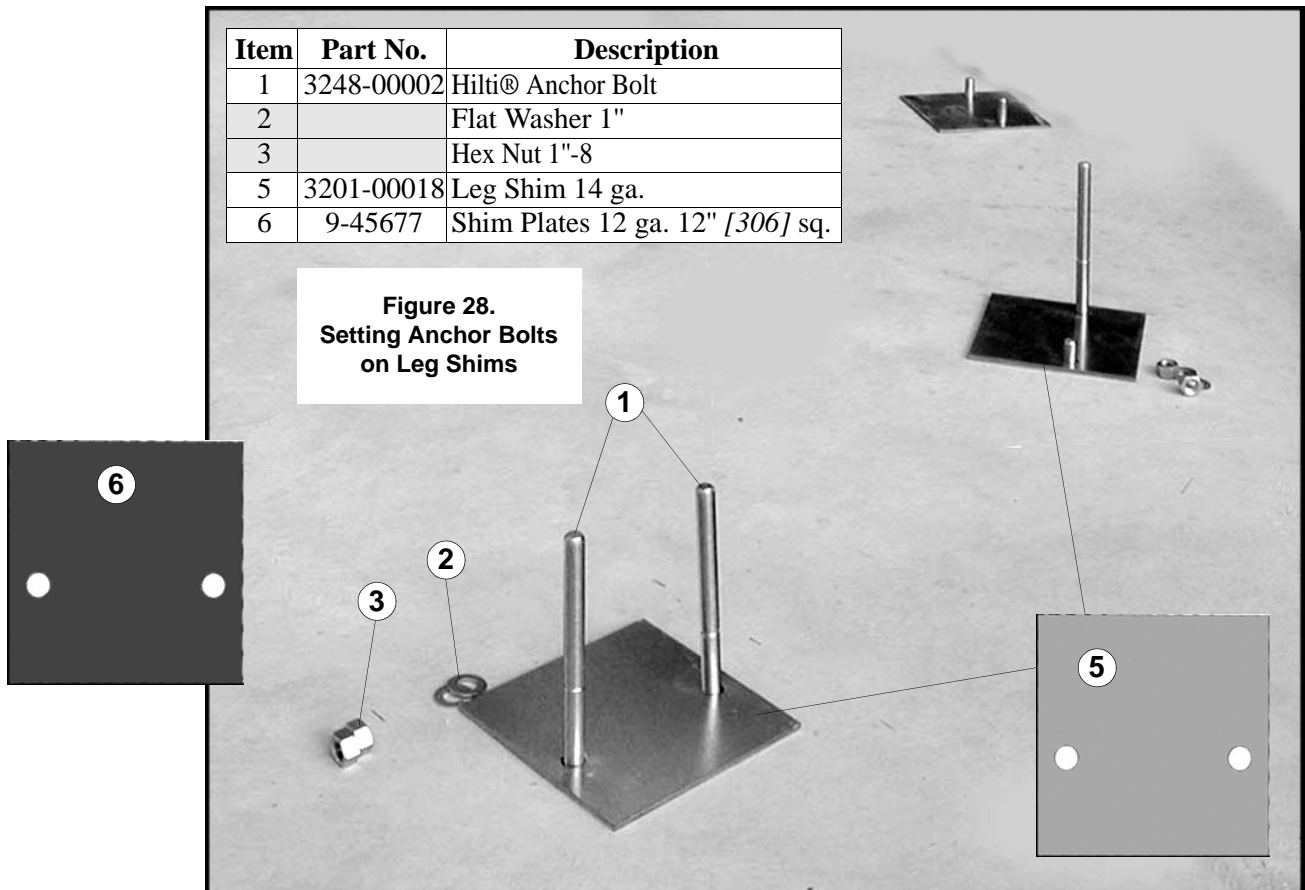 Item Part No. Description
1 3248-00002 Hilti® Anchor Bolt
2 Flat Washer 1"
3 Hex Nut 1"-8
5 3201-00018 Leg Shim 14 ga.
6 9-45677 Shim Plates 12 ga. 12" [306] sq.
Figure 28.
Setting Anchor Bolts
on Leg Shims
1
6
2
3
5